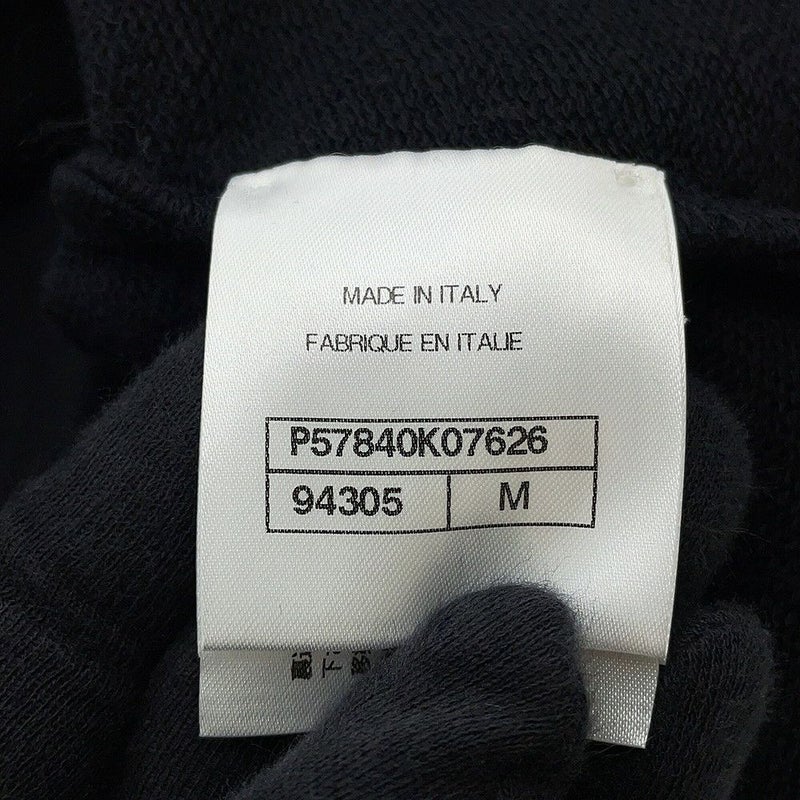 MADE IN ITALY
FABRIQUE EN ITALIE
P57840K07626
94305 M